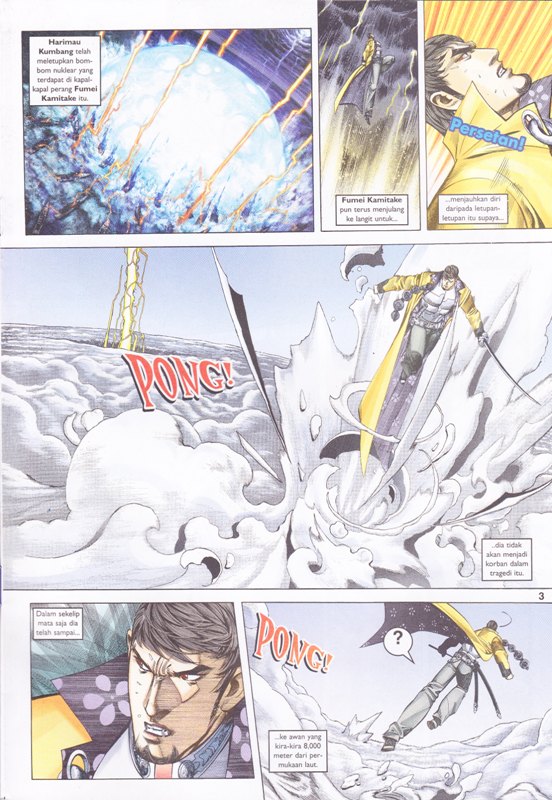 Harimau
Kumbang telah
meletupkan bom-
bom nuklear yang
terdapat di kapal-
kapal perang Fumei
Kamitake itu.
Fumei Kamitake
pun terus menjulang
ke langit untuk...
Persetan!
...menjauhkan diri
daripada letupan-
letupan itu supaya...
PONG!
...dia tidak
akan menjadi
korban dalam
tragedi itu.
3
Dalam sekelip
mata saja dia
telah sampai...
PONG!
?
...ke awan yang
kira-kira 8,000
meter dari per-
mukaan laut.